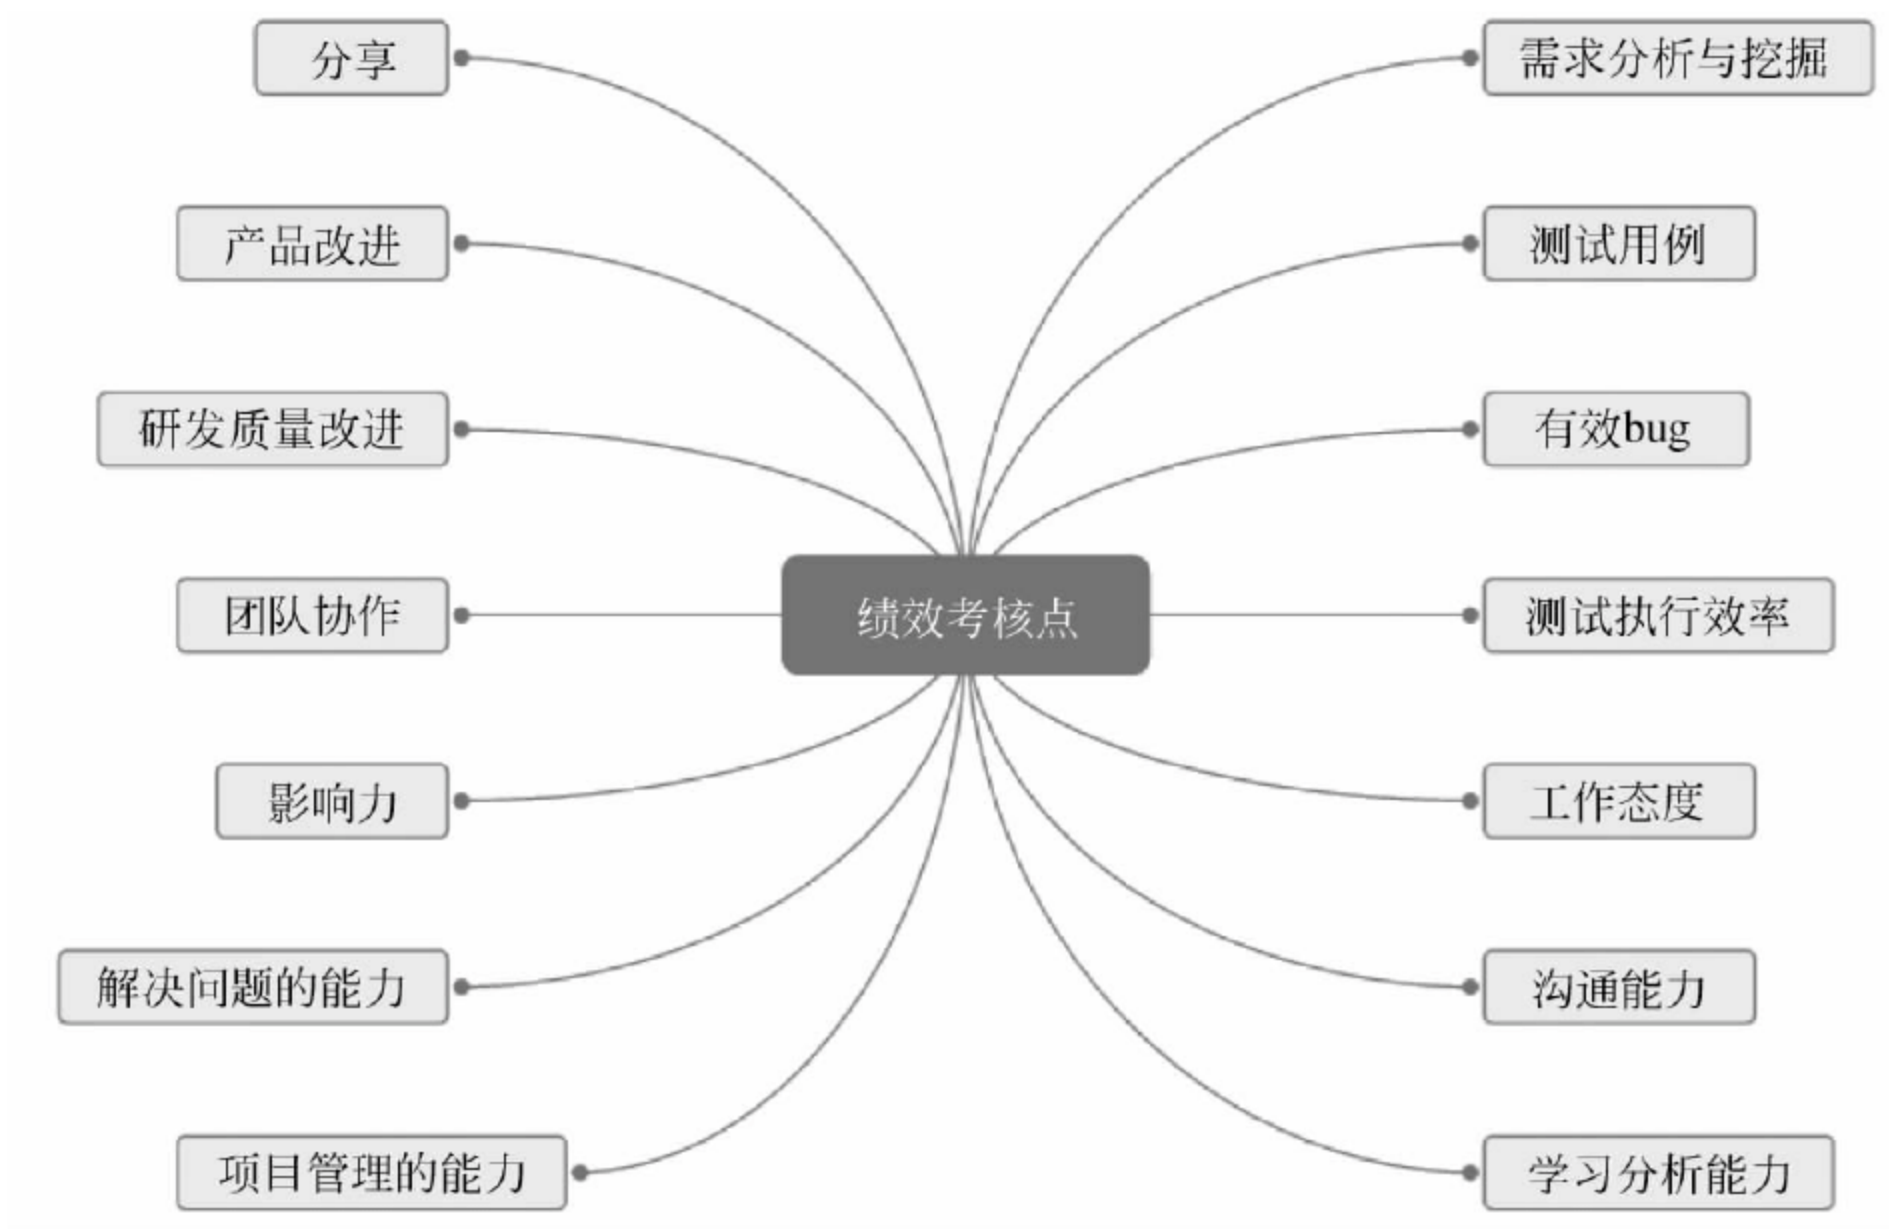 分享
产品改进
研发质量改进
团队协作
影响力
解决问题的能力
项目管理的能力
绩效考核点
需求分析与挖掘
测试用例
有效bug
测试执行效率
工作态度
沟通能力
学习分析能力